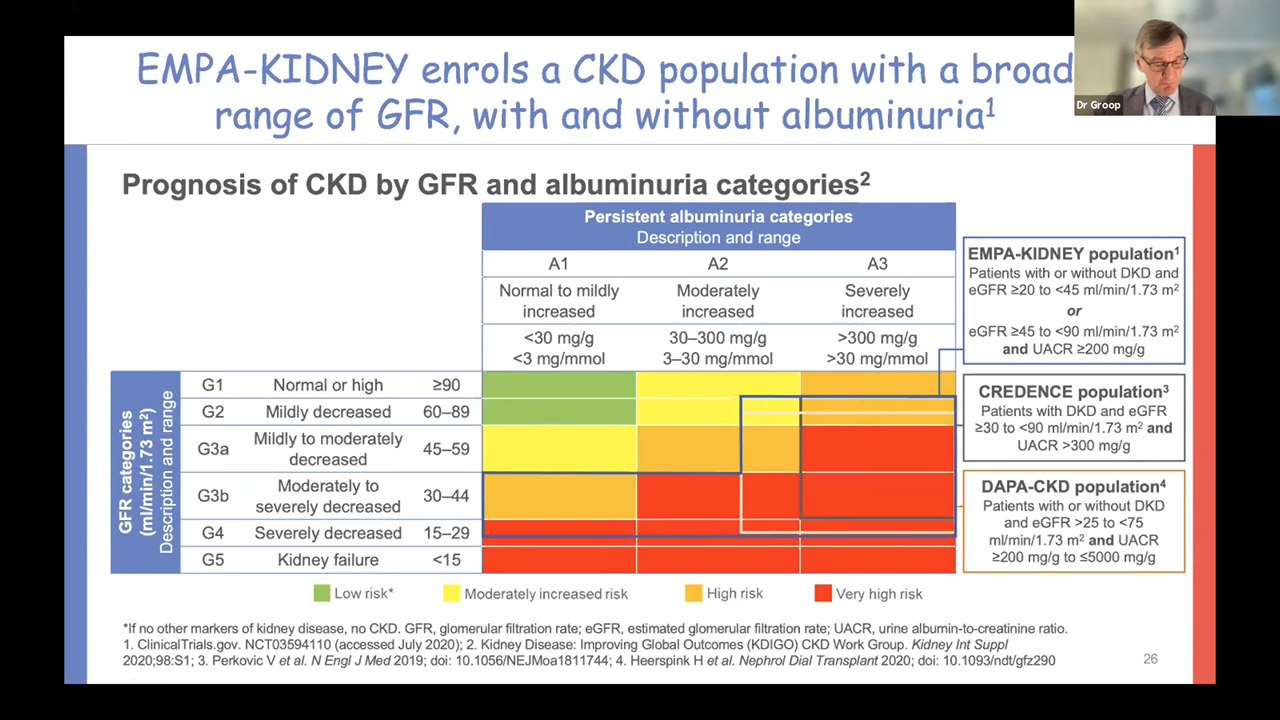 EMPA-KIDNEY enrols a CKD population with a broad
range of GFR, with and without albuminuria1
Dr Groop
Prognosis of CKD by GFR and albuminuria categories2
Persistent albuminuria categories
Description and range
A1 A2 A3
Normal to mildly increased
Moderately increased
Severely increased
<30 mg/g
<3 mg/mmol
30–300 mg/g
3–30 mg/mmol
>300 mg/g
>30 mg/mmol
GFR categories
(ml/min/1.73 m2)
Description and range
G1 Normal or high ≥90
G2 Mildly decreased 60–89
G3a Mildly to moderately decreased 45–59
G3b Moderately to severely decreased 30–44
G4 Severely decreased 15–29
G5 Kidney failure <15
EMPA-KIDNEY population1
Patients with or without DKD and
eGFR ≥20 to <45 ml/min/1.73 m2
or
eGFR ≥45 to <90 ml/min/1.73 m2
and UACR ≥200 mg/g
CREDENCE population3
Patients with DKD and eGFR
≥30 to <90 ml/min/1.73 m2 and
UACR >300 mg/g
DAPA-CKD population4
Patients with or without DKD
and eGFR >25 to <75
ml/min/1.73 m2 and UACR
≥200 mg/g to ≤5000 mg/g
Low risk* Moderately increased risk High risk Very high risk
*If no other markers of kidney disease, no CKD. GFR, glomerular filtration rate; eGFR, estimated glomerular filtration rate; UACR, urine albumin-to-creatinine ratio.
1. ClinicalTrials.gov. NCT03594110 (accessed July 2020); 2. Kidney Disease: Improving Global Outcomes (KDIGO) CKD Work Group. Kidney Int Suppl
2020;98:S1; 3. Perkovic V et al. N Engl J Med 2019; doi: 10.1056/NEJMoa1811744; 4. Heerspink H et al. Nephrol Dial Transplant 2020; doi: 10.1093/ndt/gfz290
26